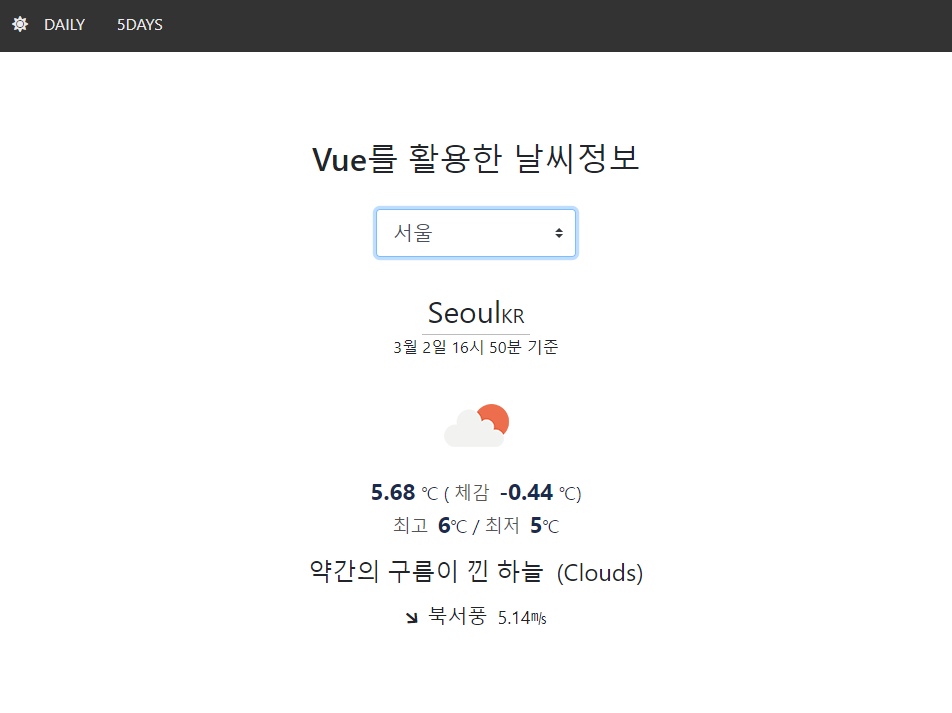 DAILY 5DAYS
Vue를 활용한 날씨정보
서울
SeoulKR
3월 2일 16시 50분 기준
5.68 ℃ ( 체감 -0.44 ℃)
최고 6℃ / 최저 5℃
약간의 구름이 낀 하늘 (Clouds)
북서풍 5.14㎧